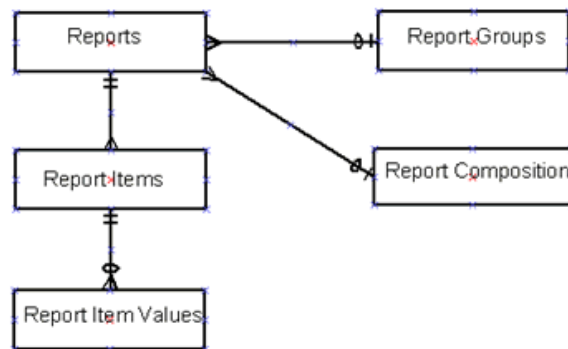 Reports
Report Groups
Report Items
Report Composition
Report Item Values